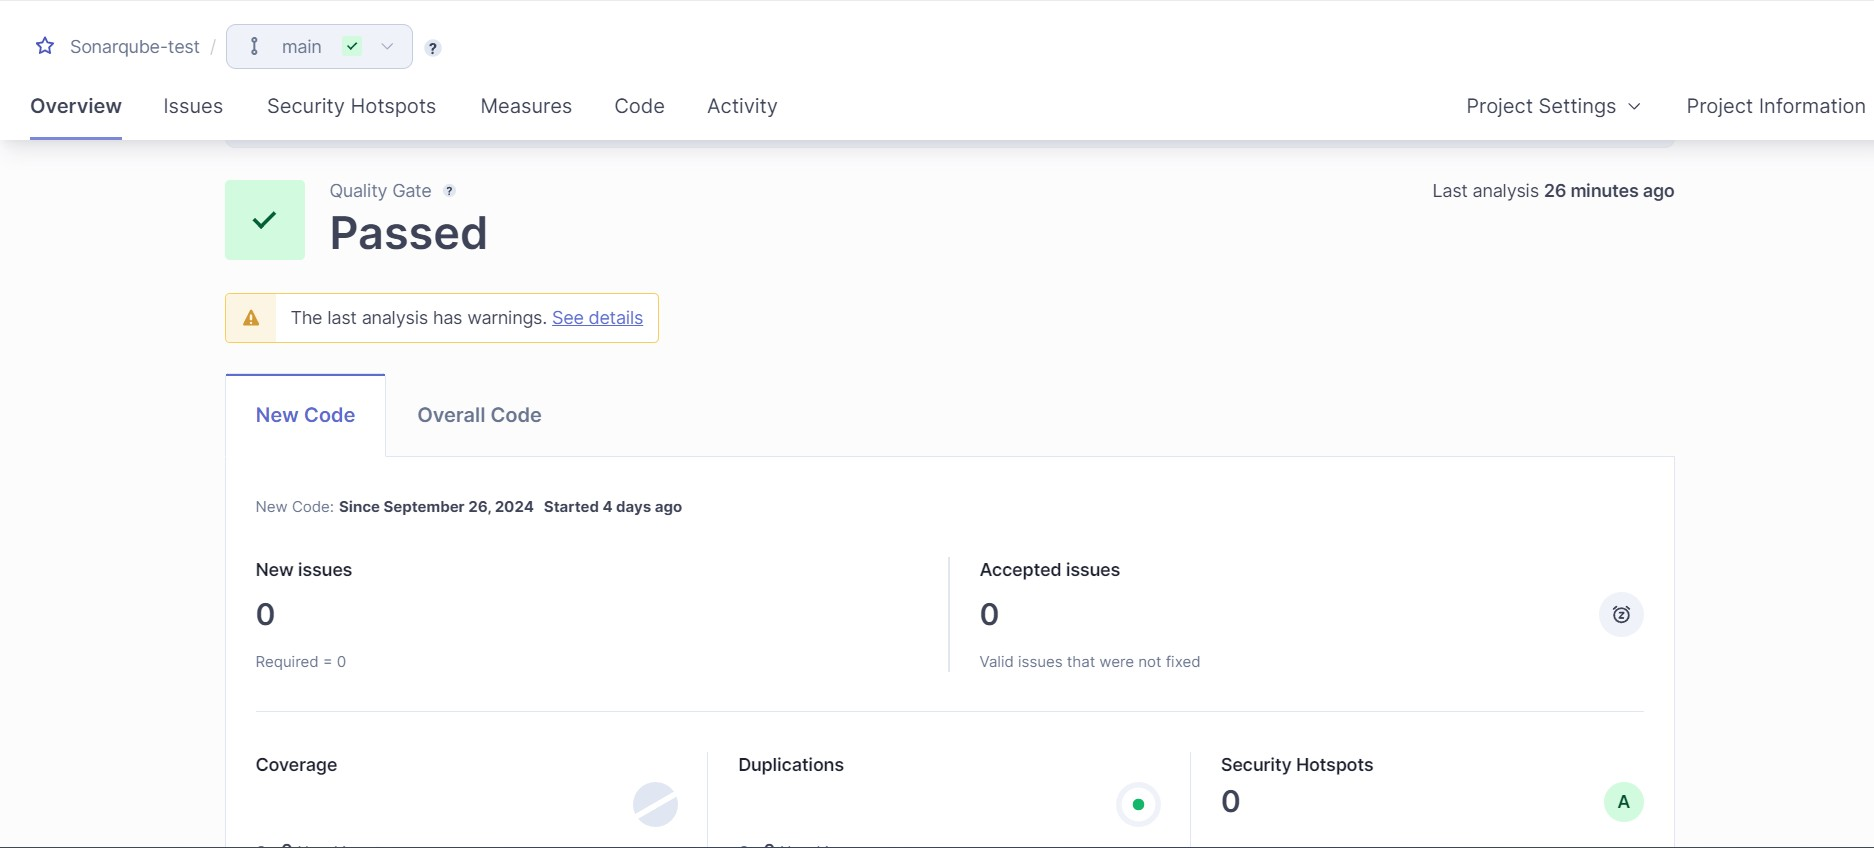 Sonarqube-test / main ?
Overview Issues Security Hotspots Measures Code Activity Project Settings Project Information
Quality Gate ?
Passed
Last analysis 26 minutes ago
The last analysis has warnings. See details
New Code Overall Code
New Code: Since September 26, 2024 Started 4 days ago
New issues
0
Required = 0
Accepted issues
0
Valid issues that were not fixed
Coverage
Duplications
Security Hotspots
0
A